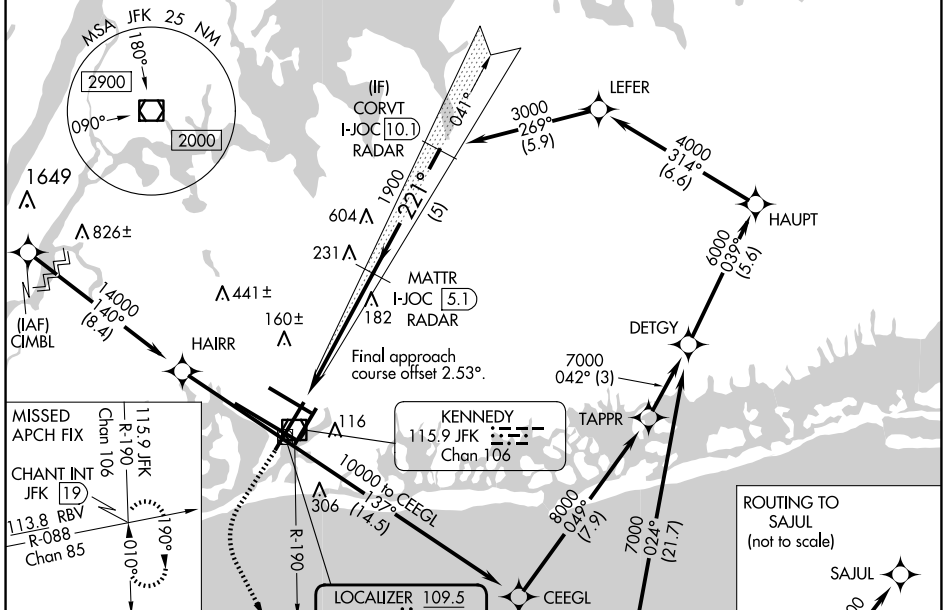 MSA JFK 25 NM
180°
2900
090°
2000
1649
826±
(IAF)
CIMBL
14000
140°
(8.4)
HAIRR
441±
160±
604
231
182
(IF)
CORVT
I-JOC 10.1
RADAR
041°
1900
221°
(5)
MATTR
I-JOC 5.1
RADAR
Final approach
course offset 2.53°.
3000
269°
(5.9)
LEFER
4000
314°
(6.6)
HAUPT
6000
039°
(5.6)
DETGY
7000
042° (3)
TAPPR
116
KENNEDY
115.9 JFK
Chan 106
306
10000 to CEEGL
137°
(14.5)
R-190
8000
049°
(7.9)
7000
024°
(21.7)
CEEGL
LOCALIZER 109.5
MISSED
APCH FIX
115.9 JFK
Chan 106
R-190
CHANT INT
JFK 19
113.8 RBV
R-088
Chan 85
190°
010°
ROUTING TO
SAJUL
(not to scale)
SAJUL